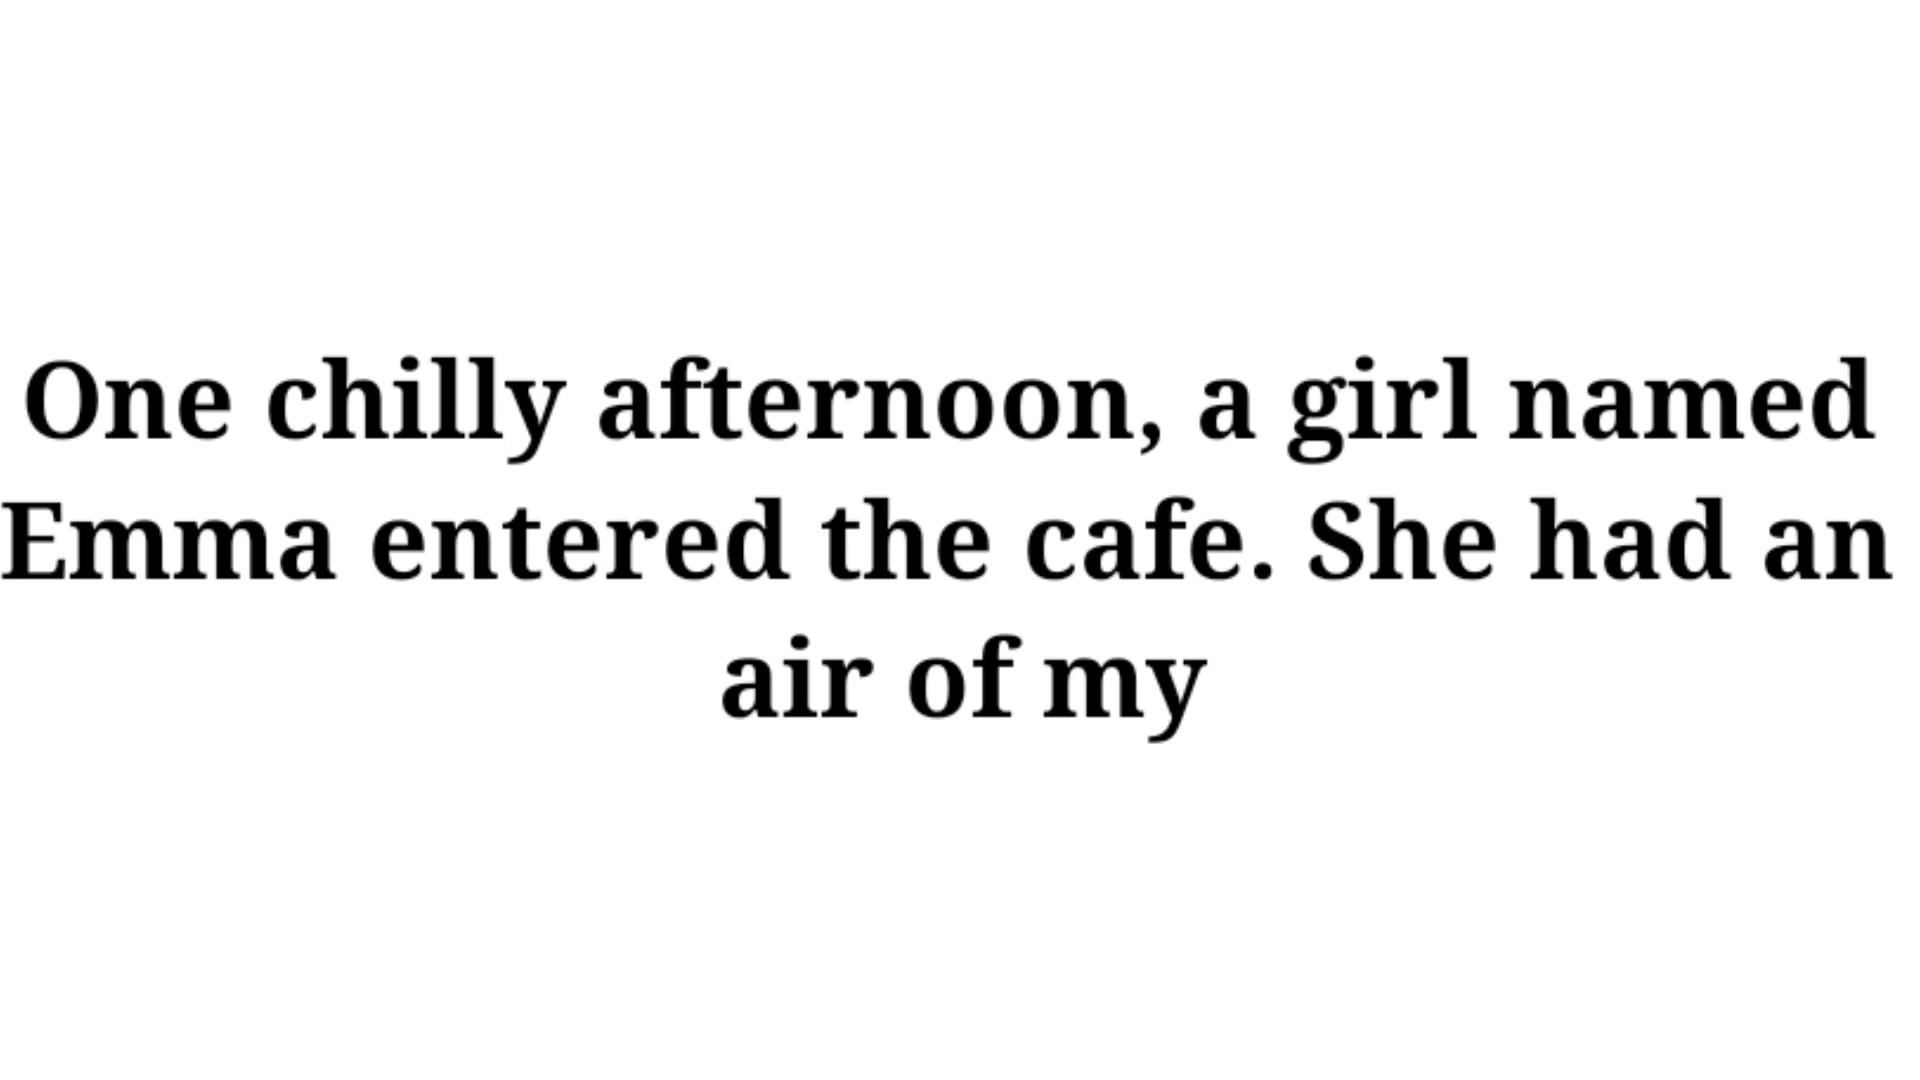 One chilly afternoon, a girl named
Emma entered the cafe. She had an
air of my